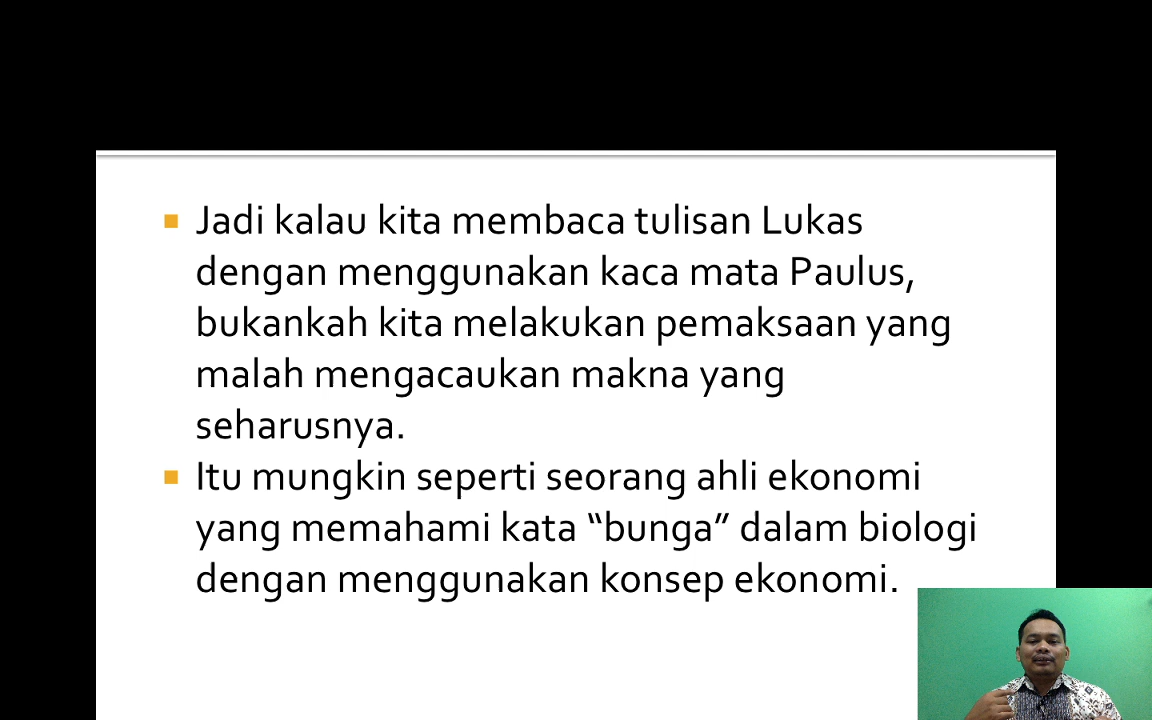 Jadi kalau kita membaca tulisan Lukas
dengan menggunakan kaca mata Paulus,
bukankah kita melakukan pemaksaan yang
malah mengacaukan makna yang
seharusnya.
Itu mungkin seperti seorang ahli ekonomi
yang memahami kata “bunga” dalam biologi
dengan menggunakan konsep ekonomi.